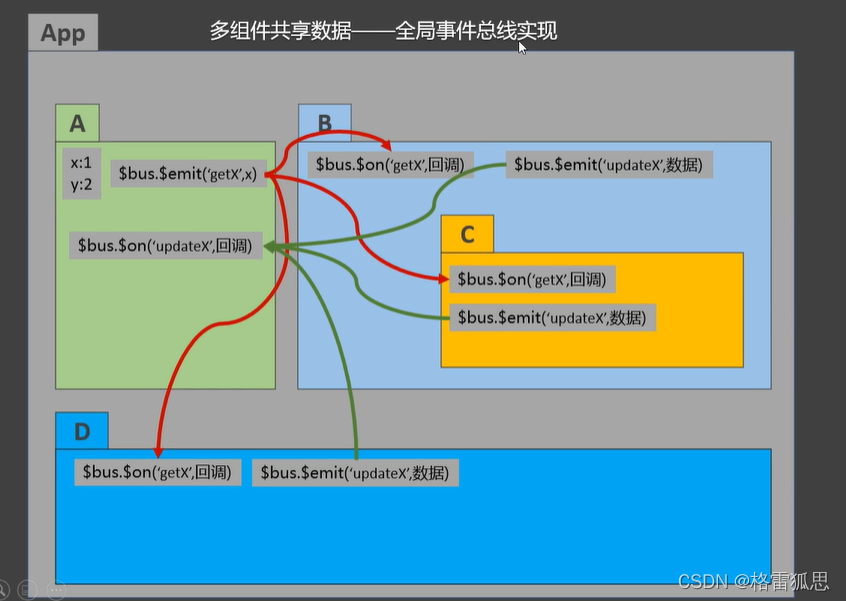 App
多组件共享数据——全局事件总线实现
A
B
x:1
y:2
$bus.$emit(‘getX’,x)
$bus.$on(‘getX’,回调)
$bus.$emit(‘updateX’,数据)
$bus.$on(‘updateX’,回调)
C
$bus.$on(‘getX’,回调)
$bus.$emit(‘updateX’,数据)
D
$bus.$on(‘getX’,回调)
$bus.$emit(‘updateX’,数据)
CSDN @格雷狐思